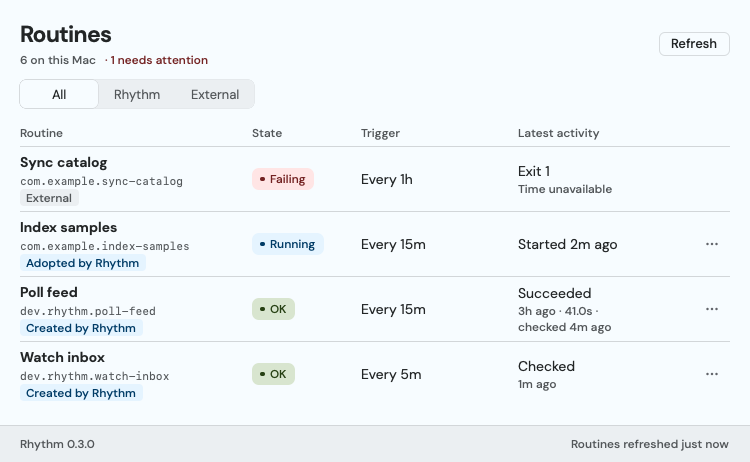 Routines
6 on this Mac · 1 needs attention
Refresh
All Rhythm External
Routine State Trigger Latest activity
Sync catalog
com.example.sync-catalog
External
Failing
Every 1h
Exit 1
Time unavailable
Index samples
com.example.index-samples
Adopted by Rhythm
Running
Every 15m
Started 2m ago
Poll feed
dev.rhythm.poll-feed
Created by Rhythm
OK
Every 15m
Succeeded
3h ago · 41.0s ·
checked 4m ago
Watch inbox
dev.rhythm.watch-inbox
Created by Rhythm
OK
Every 5m
Checked
1m ago
Rhythm 0.3.0
Routines refreshed just now